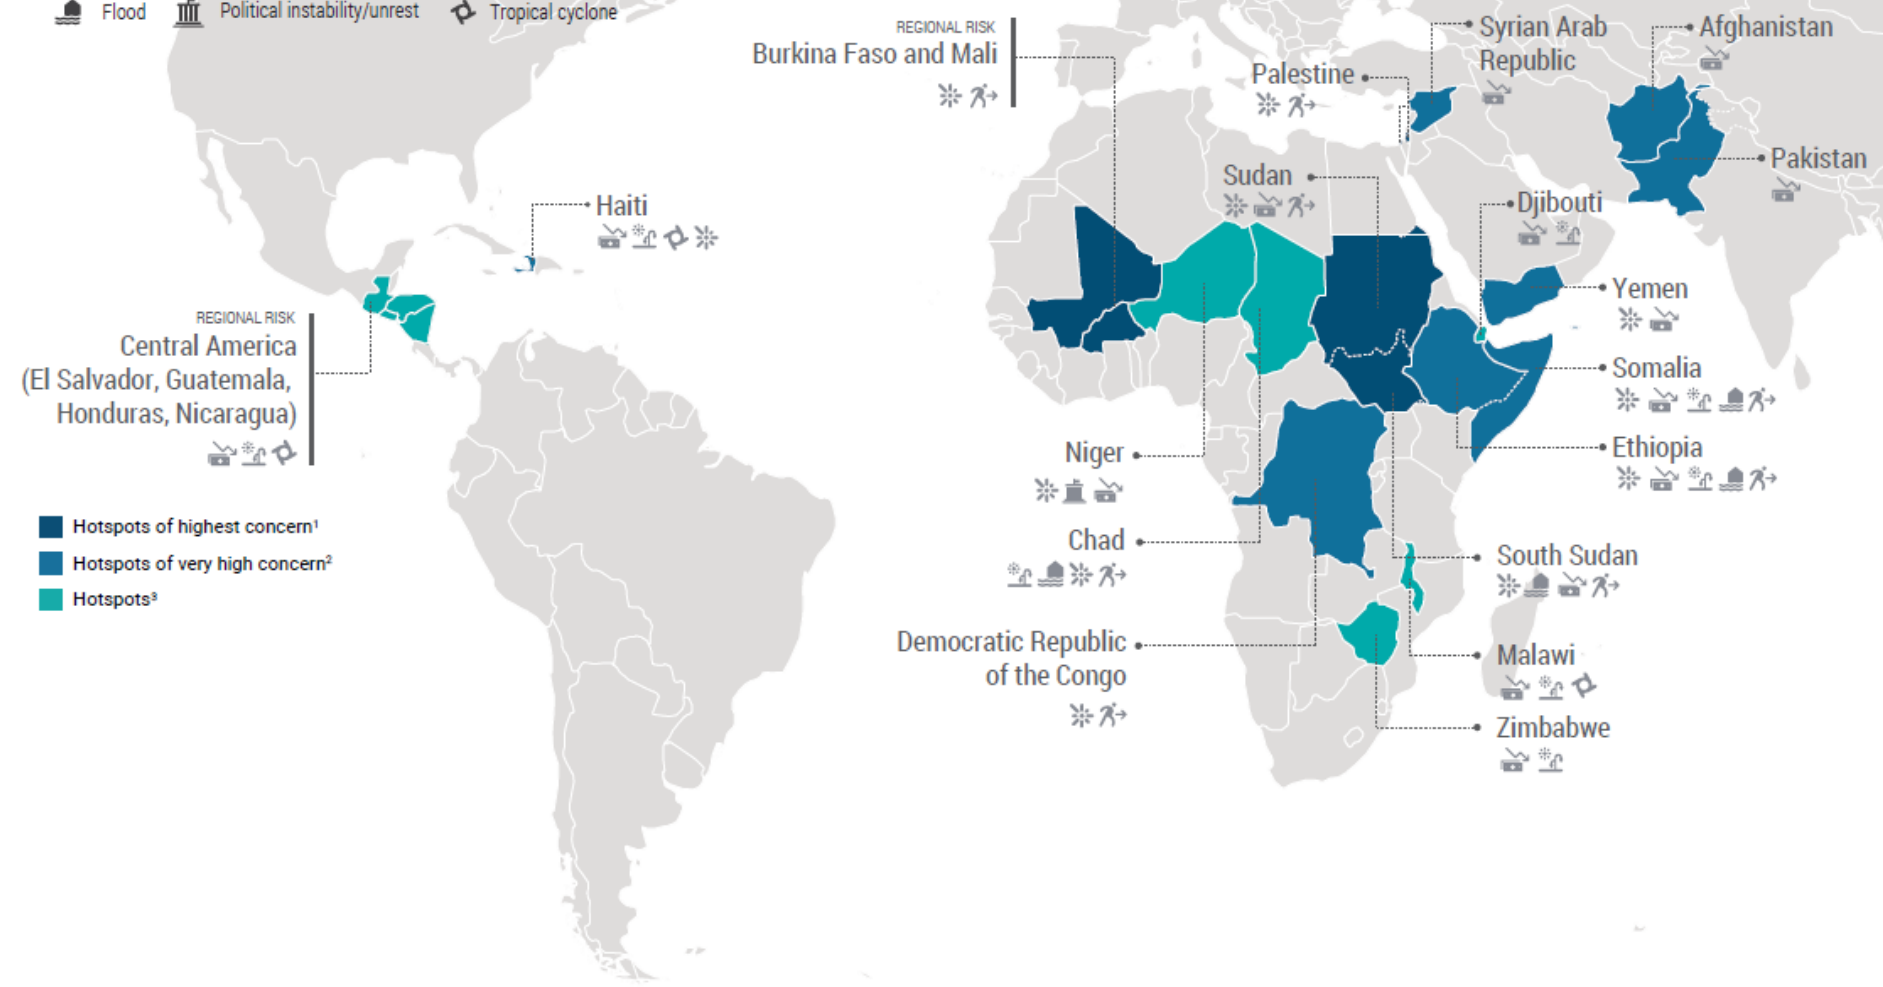 Flood
Political instability/unrest
Tropical cyclone
REGIONAL RISK
Burkina Faso and Mali
Palestine
Syrian Arab
Republic
Afghanistan
Pakistan
Sudan
Djibouti
Haiti
Yemen
REGIONAL RISK
Central America
(El Salvador, Guatemala,
Honduras, Nicaragua)
Somalia
Niger
Ethiopia
Hotspots of highest concern¹
Hotspots of very high concern²
Hotspots³
Chad
South Sudan
Democratic Republic
of the Congo
Malawi
Zimbabwe